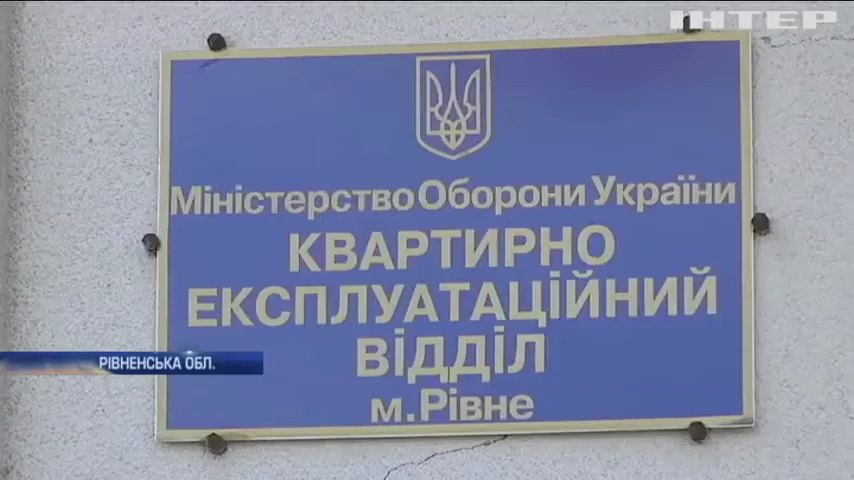 ІНТЕР
Міністерство Оборони України
КВАРТИРНО
ЕКСПЛУАТАЦіЙНИЙ
ВіДДіЛ
м.Рівне
РІВНЕНСЬКА ОБЛ.